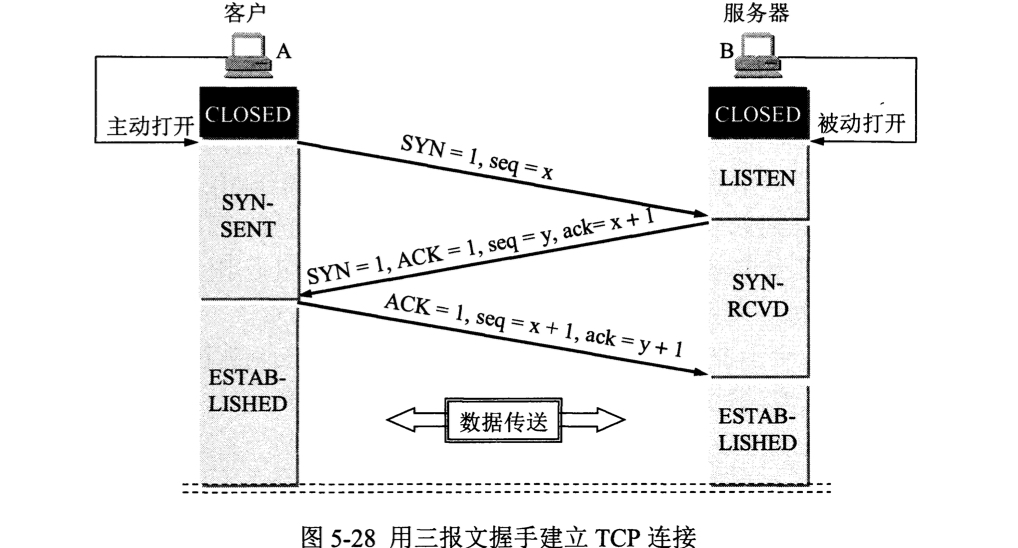 客户
服务器
A
B
CLOSED
CLOSED
主动打开
被动打开
SYN = 1, seq = x
LISTEN
SYN-
SENT
SYN = 1, ACK = 1, seq = y, ack= x + 1
SYN-
RCVD
ACK = 1, seq = x + 1, ack = y + 1
ESTAB-
LISHED
数据传送
ESTAB-
LISHED
图 5-28 用三报文握手建立 TCP 连接